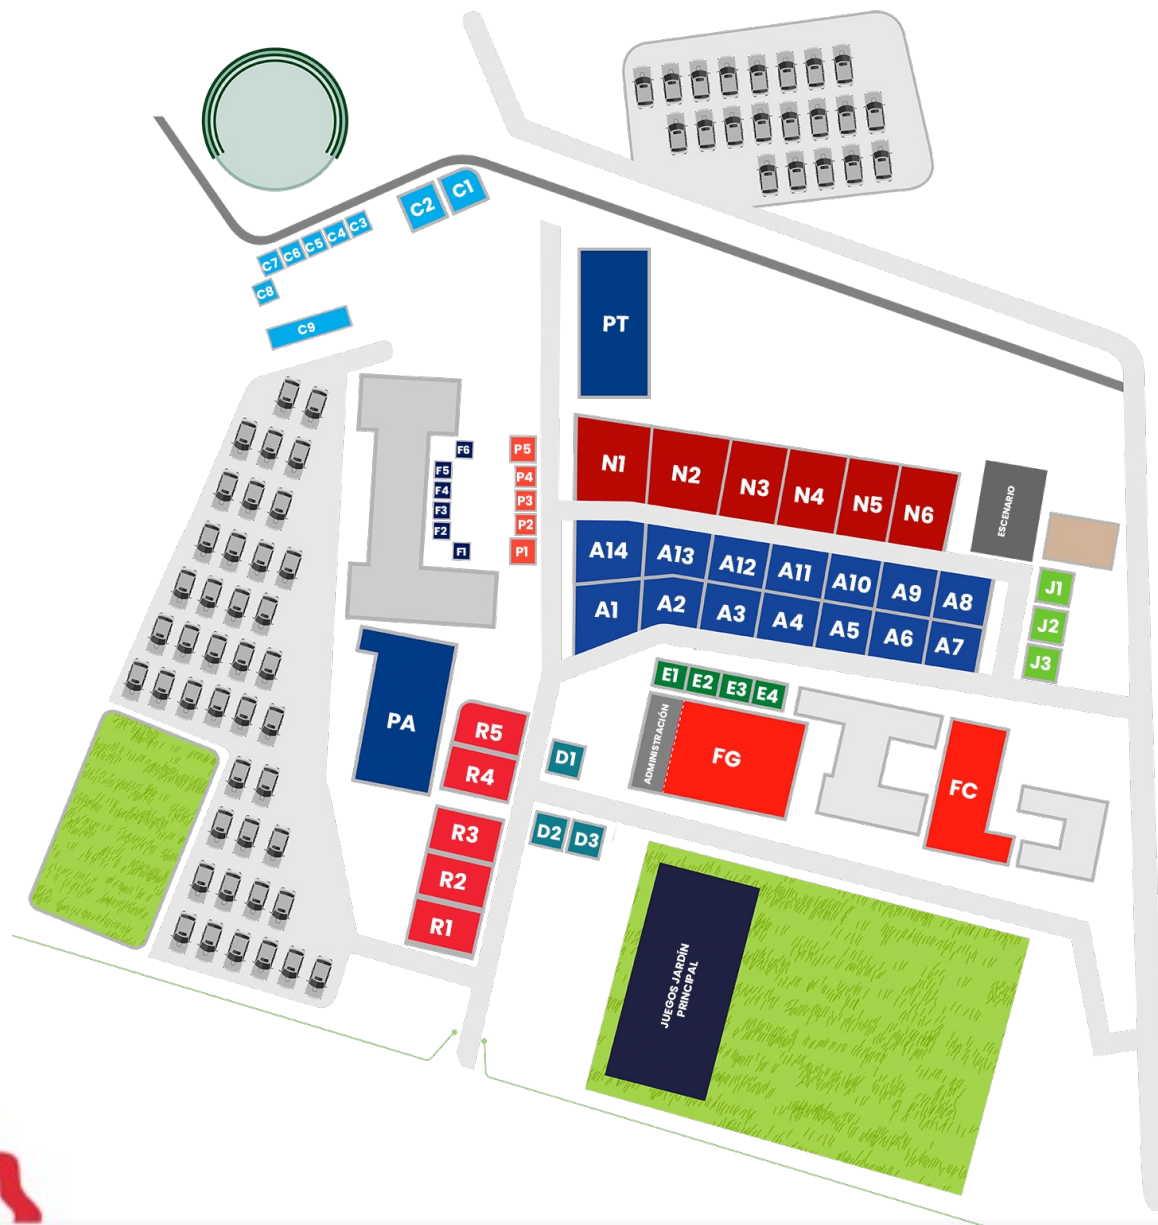 C1
C2
C3
C4
C5
C6
C7
C8
C9
PT
F6
F5
F4
F3
F2
F1
P5
P4
P3
P2
P1
N1
N2
N3
N4
N5
N6
ESCENARIO
A14
A13
A12
A11
A10
A9
A8
A1
A2
A3
A4
A5
A6
A7
J1
J2
J3
E1
E2
E3
E4
PA
R5
R4
R3
R2
R1
D1
D2
D3
ADMINISTRACIÓN
FG
FC
JUEGOS JARDÍN
PRINCIPAL